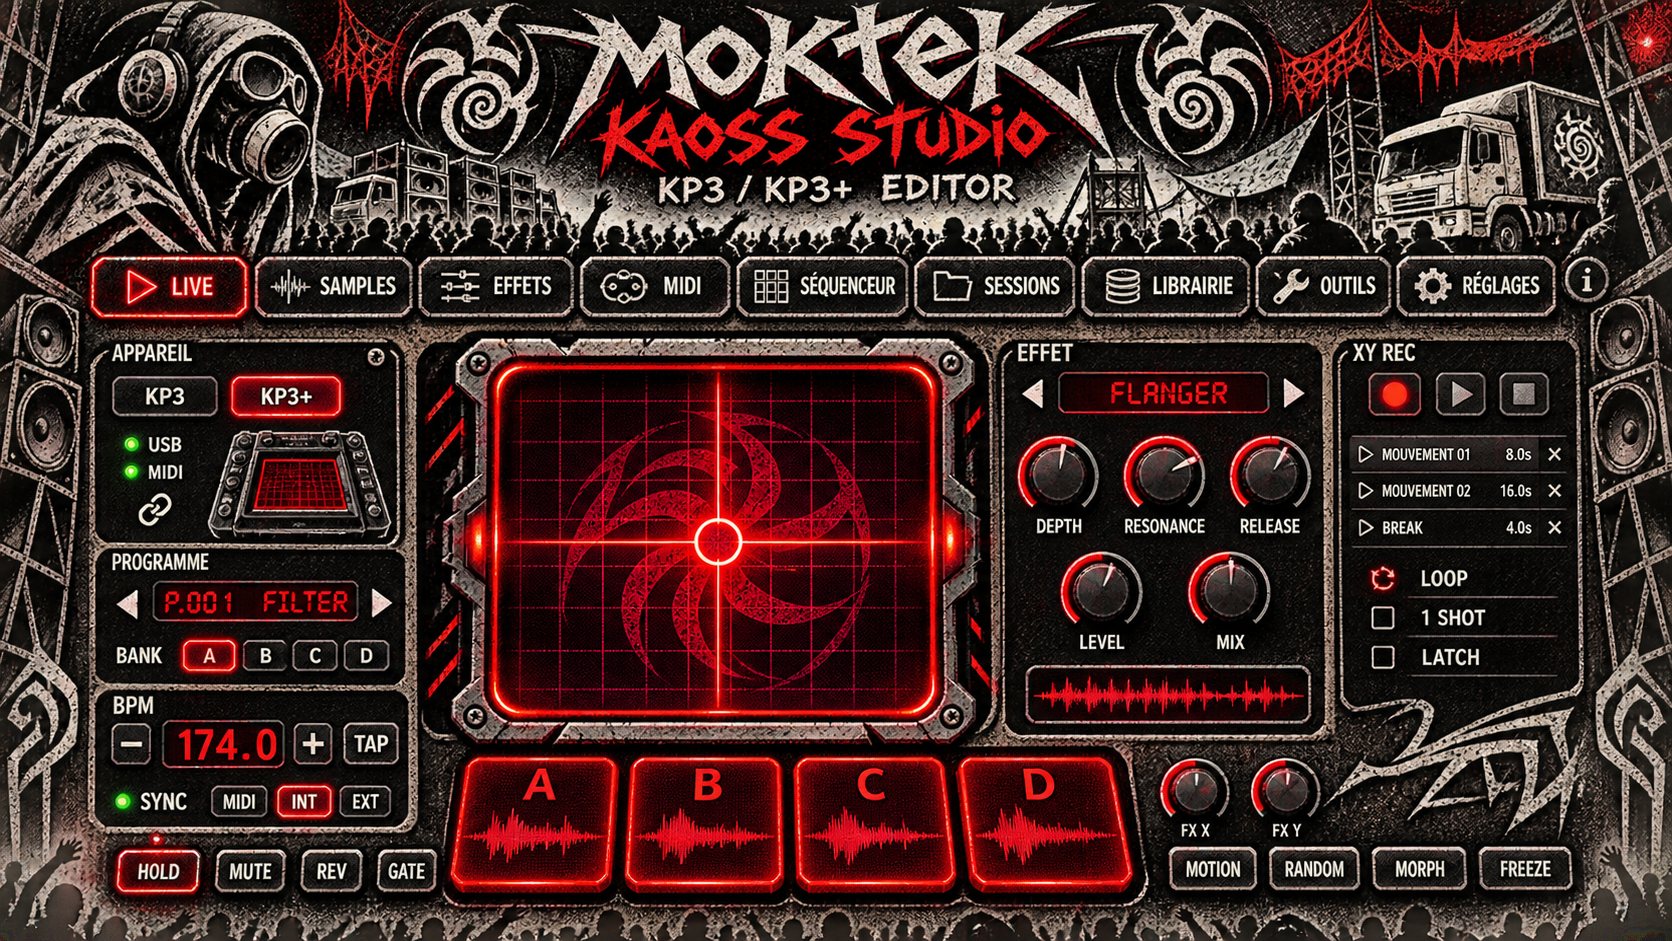 MOKTEK
KAOSS STUDIO
KP3 / KP3+ EDITOR
LIVE
SAMPLES
EFFETS
MIDI
SÉQUENCEUR
SESSIONS
LIBRAIRIE
OUTILS
RÉGLAGES
i
APPAREIL
KP3
KP3+
USB
MIDI
PROGRAMME
P.001 FILTER
BANK A B C D
BPM
174.0
TAP
SYNC MIDI INT EXT
HOLD MUTE REV GATE
A B C D
EFFET
FLANGER
DEPTH RESONANCE RELEASE
LEVEL MIX
XY REC
MOUVEMENT 01 8.0s
MOUVEMENT 02 16.0s
BREAK 4.0s
LOOP
1 SHOT
LATCH
FX X FX Y
MOTION RANDOM MORPH FREEZE